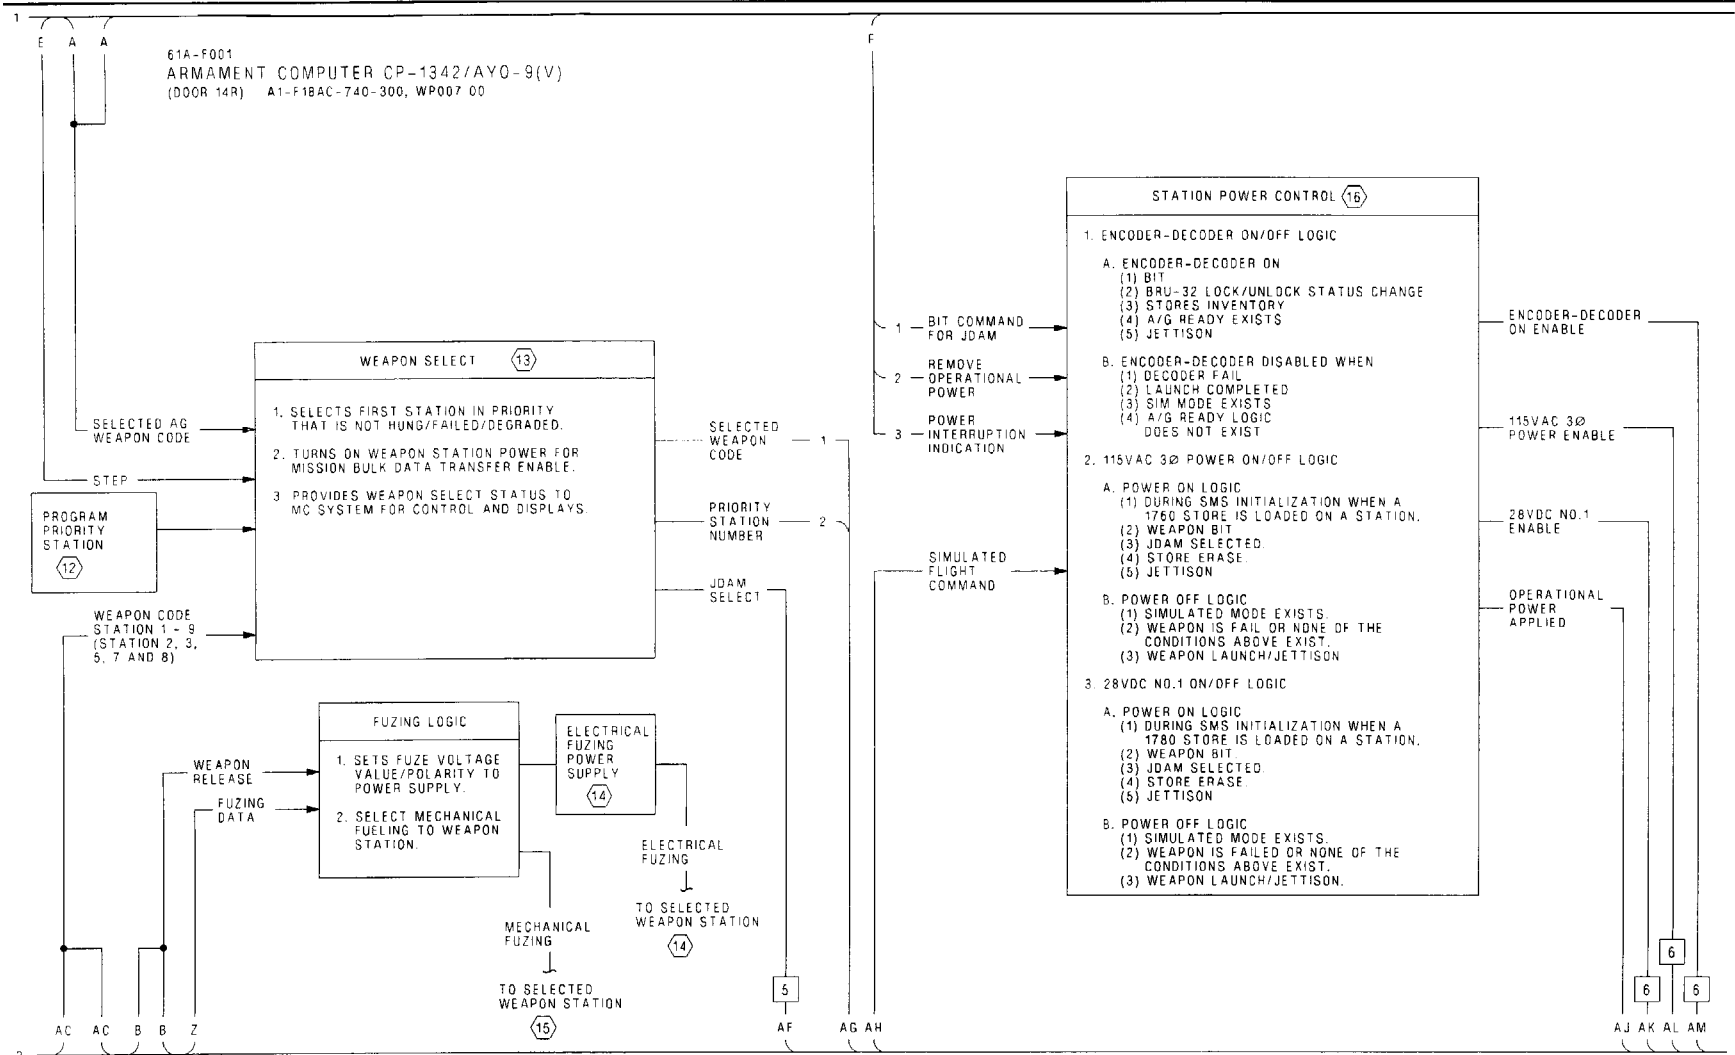 1
E A A
F
61A-F001
ARMAMENT COMPUTER CP-1342/AYO-9(V)
(DOOR 14R) A1-F18AC-740-300, WP007 00
SELECTED AG
WEAPON CODE
STEP
PROGRAM
PRIORITY
STATION
12
WEAPON CODE
STATION 1 - 9
(STATION 2, 3,
5, 7 AND 8)
WEAPON SELECT 13
1. SELECTS FIRST STATION IN PRIORITY
THAT IS NOT HUNG/FAILED/DEGRADED.
2. TURNS ON WEAPON STATION POWER FOR
MISSION BULK DATA TRANSFER ENABLE.
3 PROVIDES WEAPON SELECT STATUS TO
MC SYSTEM FOR CONTROL AND DISPLAYS.
SELECTED
WEAPON
CODE
1
PRIORITY
STATION
NUMBER
2
JDAM
SELECT
WEAPON
RELEASE
FUZING
DATA
FUZING LOGIC
1. SETS FUZE VOLTAGE
VALUE/POLARITY TO
POWER SUPPLY.
2. SELECT MECHANICAL
FUELING TO WEAPON
STATION.
ELECTRICAL
FUZING
POWER
SUPPLY
14
ELECTRICAL
FUZING
TO SELECTED
WEAPON STATION
14
MECHANICAL
FUZING
TO SELECTED
WEAPON STATION
15
1 BIT COMMAND
FOR JDAM
REMOVE
2 OPERATIONAL
POWER
POWER
3 INTERRUPTION
INDICATION
SIMULATED
FLIGHT
COMMAND
STATION POWER CONTROL 16
1. ENCODER-DECODER ON/OFF LOGIC
A. ENCODER-DECODER ON
(1) BIT
(2) BRU-32 LOCK/UNLOCK STATUS CHANGE
(3) STORES INVENTORY
(4) A/G READY EXISTS
(5) JETTISON
B. ENCODER-DECODER DISABLED WHEN
(1) DECODER FAIL
(2) LAUNCH COMPLETED
(3) SIM MODE EXISTS
(4) A/G READY LOGIC
DOES NOT EXIST
2. 115VAC 3Ø POWER ON/OFF LOGIC
A. POWER ON LOGIC
(1) DURING SMS INITIALIZATION WHEN A
1760 STORE IS LOADED ON A STATION.
(2) WEAPON BIT
(3) JDAM SELECTED.
(4) STORE ERASE.
(5) JETTISON
B. POWER OFF LOGIC
(1) SIMULATED MODE EXISTS.
(2) WEAPON IS FAIL OR NONE OF THE
CONDITIONS ABOVE EXIST.
(3) WEAPON LAUNCH/JETTISON
3. 28VDC NO.1 ON/OFF LOGIC
A. POWER ON LOGIC
(1) DURING SMS INITIALIZATION WHEN A
1780 STORE IS LOADED ON A STATION.
(2) WEAPON BIT
(3) JDAM SELECTED.
(4) STORE ERASE.
(5) JETTISON
B. POWER OFF LOGIC
(1) SIMULATED MODE EXISTS.
(2) WEAPON IS FAILED OR NONE OF THE
CONDITIONS ABOVE EXIST.
(3) WEAPON LAUNCH/JETTISON.
ENCODER-DECODER
ON ENABLE
115VAC 3Ø
POWER ENABLE
28VDC NO.1
ENABLE
OPERATIONAL
POWER
APPLIED
6
5
6 6
AC AC B B Z AF AG AH AJ AK AL AM